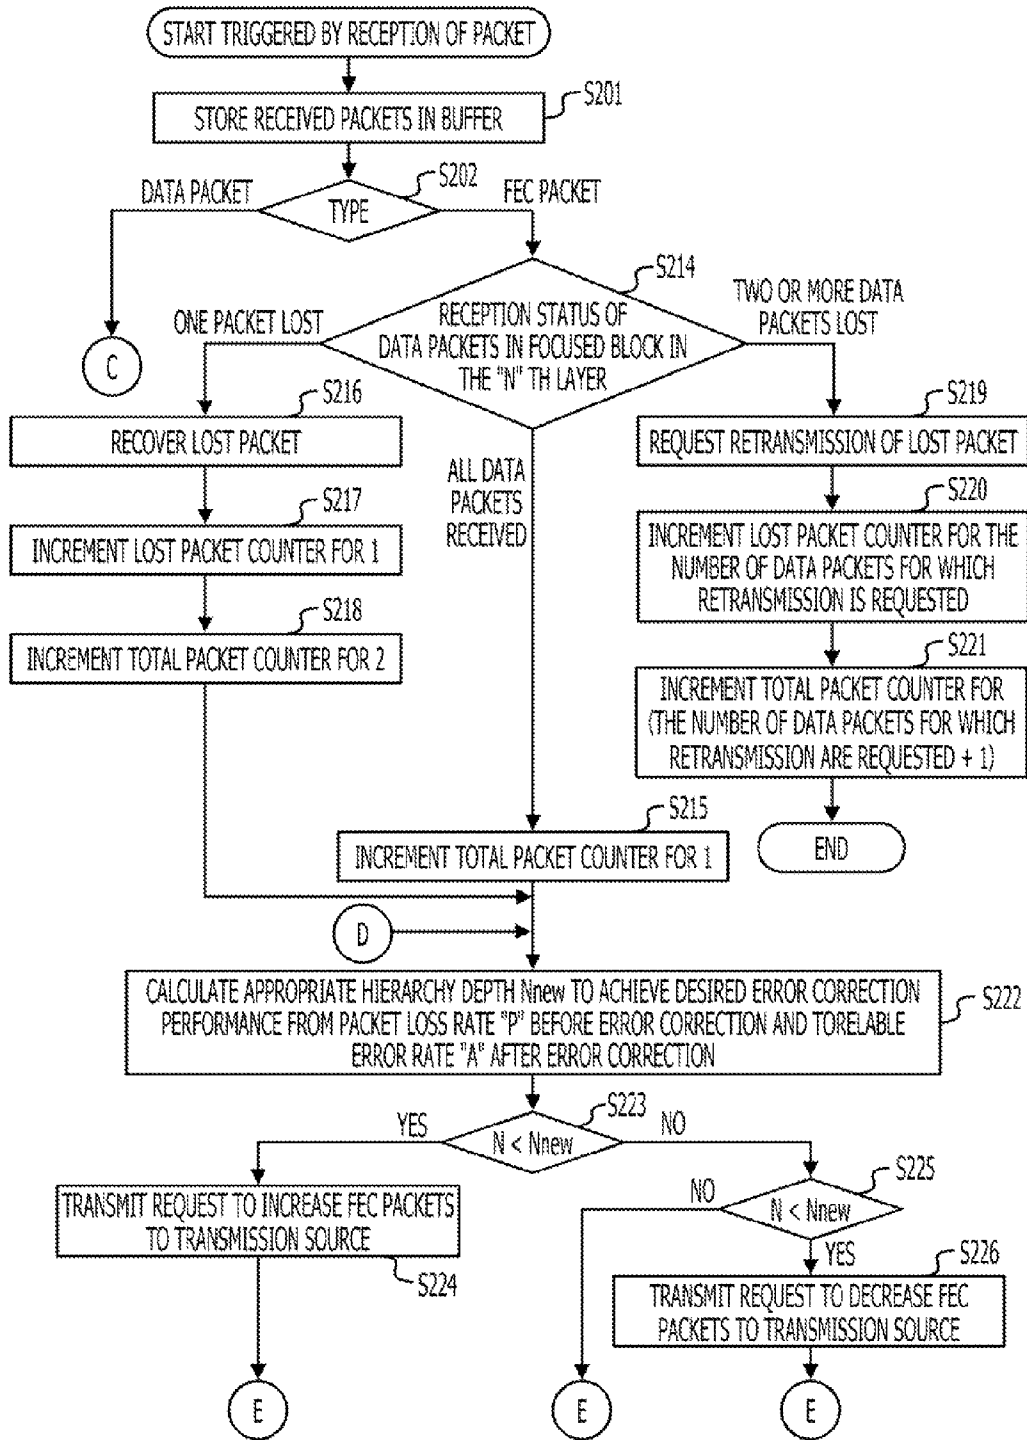 START TRIGGERED BY RECEPTION OF PACKET
S201
STORE RECEIVED PACKETS IN BUFFER
S202
DATA PACKET
TYPE
FEC PACKET
S214
RECEPTION STATUS OF
DATA PACKETS IN FOCUSED BLOCK IN
THE "N" TH LAYER
ONE PACKET LOST
TWO OR MORE DATA
PACKETS LOST
C
S216
RECOVER LOST PACKET
ALL DATA
PACKETS
RECEIVED
S219
REQUEST RETRANSMISSION OF LOST PACKET
S217
INCREMENT LOST PACKET COUNTER FOR 1
S220
INCREMENT LOST PACKET COUNTER FOR THE
NUMBER OF DATA PACKETS FOR WHICH
RETRANSMISSION IS REQUESTED
S218
INCREMENT TOTAL PACKET COUNTER FOR 2
S221
INCREMENT TOTAL PACKET COUNTER FOR
(THE NUMBER OF DATA PACKETS FOR WHICH
RETRANSMISSION ARE REQUESTED + 1)
S215
INCREMENT TOTAL PACKET COUNTER FOR 1
END
D
CALCULATE APPROPRIATE HIERARCHY DEPTH Nnew TO ACHIEVE DESIRED ERROR CORRECTION
PERFORMANCE FROM PACKET LOSS RATE "P" BEFORE ERROR CORRECTION AND TORELABLE
ERROR RATE "A" AFTER ERROR CORRECTION
S222
S223
YES
N < Nnew
NO
TRANSMIT REQUEST TO INCREASE FEC PACKETS
TO TRANSMISSION SOURCE
S224
S225
NO
N < Nnew
YES
S226
TRANSMIT REQUEST TO DECREASE FEC
PACKETS TO TRANSMISSION SOURCE
E
E
E